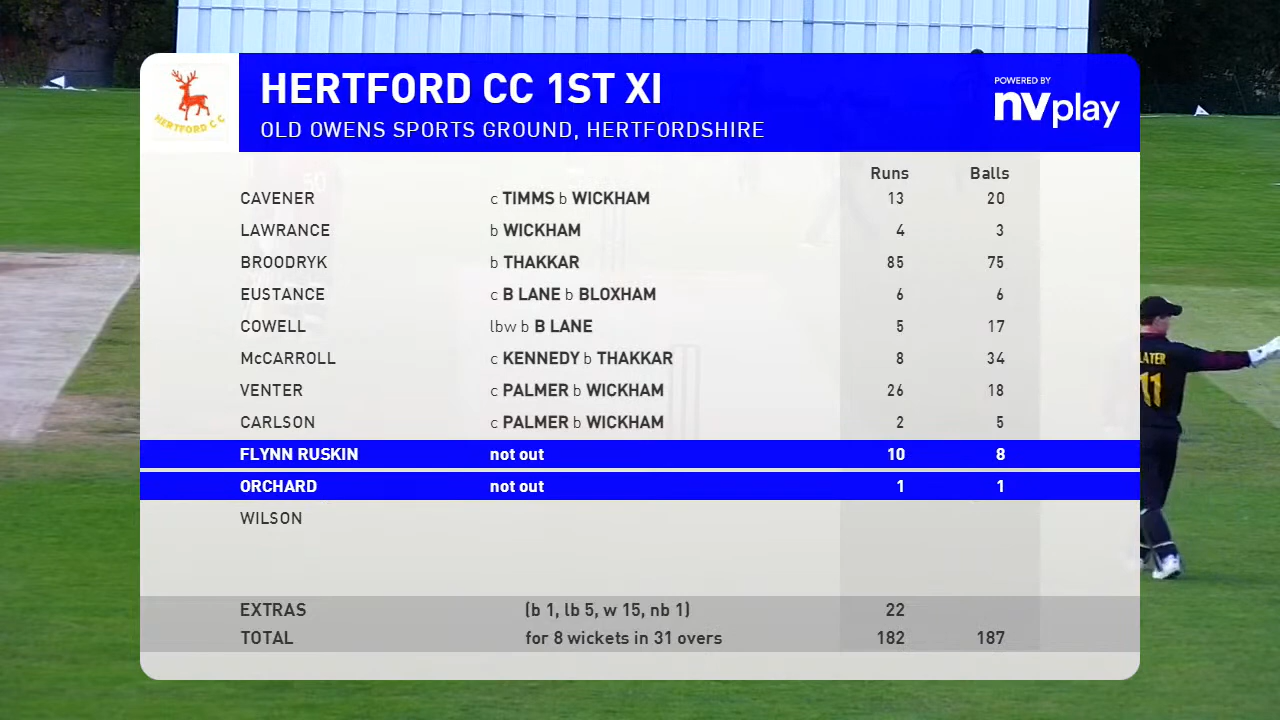 HERTFORD CC 1ST XI
OLD OWENS SPORTS GROUND, HERTFORDSHIRE
HERTFORD C C
POWERED BY
nvplay
Runs Balls
CAVENER c TIMMS b WICKHAM 13 20
LAWRANCE b WICKHAM 4 3
BROODRYK b THAKKAR 85 75
EUSTANCE c B LANE b BLOXHAM 6 6
COWELL lbw b B LANE 5 17
McCARROLL c KENNEDY b THAKKAR 8 34
VENTER c PALMER b WICKHAM 26 18
CARLSON c PALMER b WICKHAM 2 5
FLYNN RUSKIN not out 10 8
ORCHARD not out 1 1
WILSON
EXTRAS (b 1, lb 5, w 15, nb 1) 22
TOTAL for 8 wickets in 31 overs 182 187
LATER
11